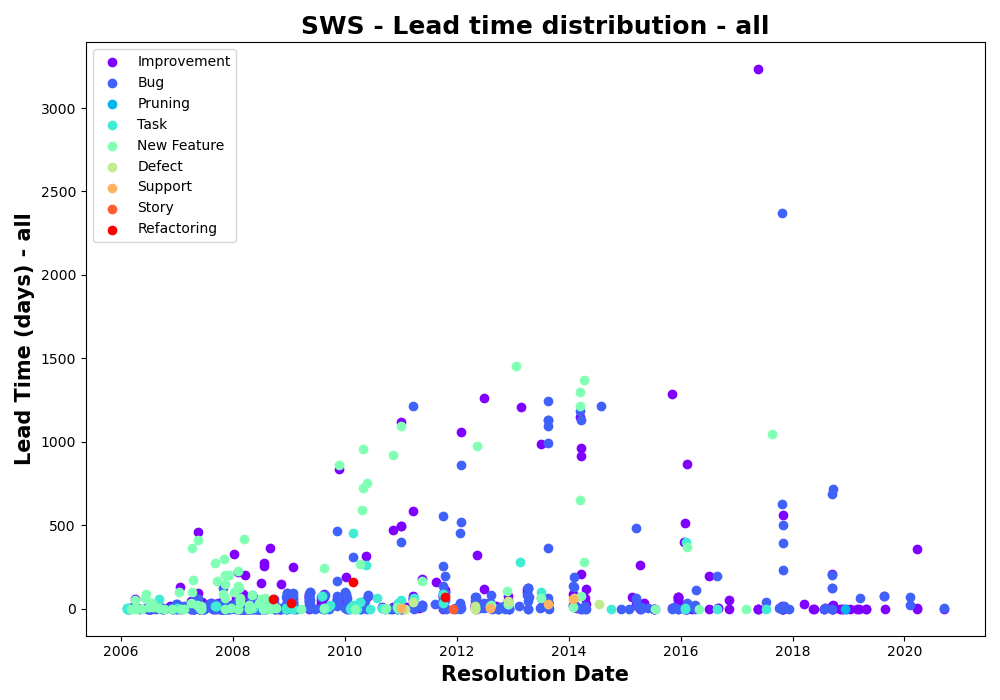 SWS - Lead time distribution - all
Improvement
Bug
Pruning
Task
New Feature
Defect
Support
Story
Refactoring
Lead Time (days) - all
3000
2500
2000
1500
1000
500
0
2006 2008 2010 2012 2014 2016 2018 2020
Resolution Date